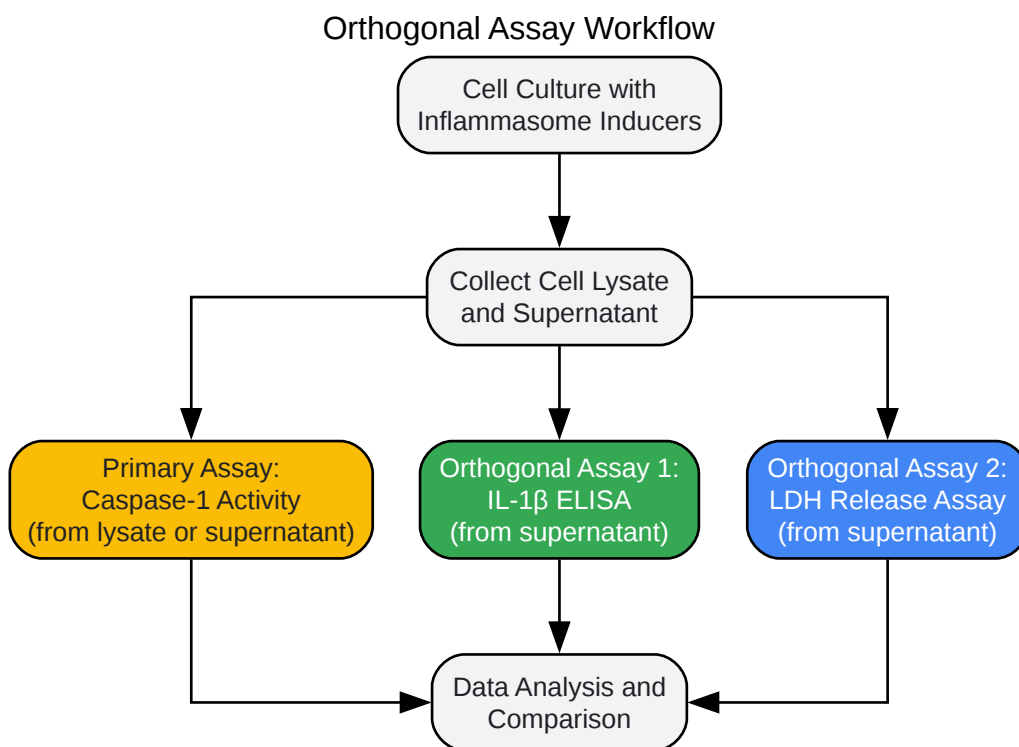 Orthogonal Assay Workflow
Cell Culture with
Inflammasome Inducers
Collect Cell Lysate
and Supernatant
Primary Assay:
Caspase-1 Activity
(from lysate or supernatant)
Orthogonal Assay 1:
IL-1β ELISA
(from supernatant)
Orthogonal Assay 2:
LDH Release Assay
(from supernatant)
Data Analysis and
Comparison